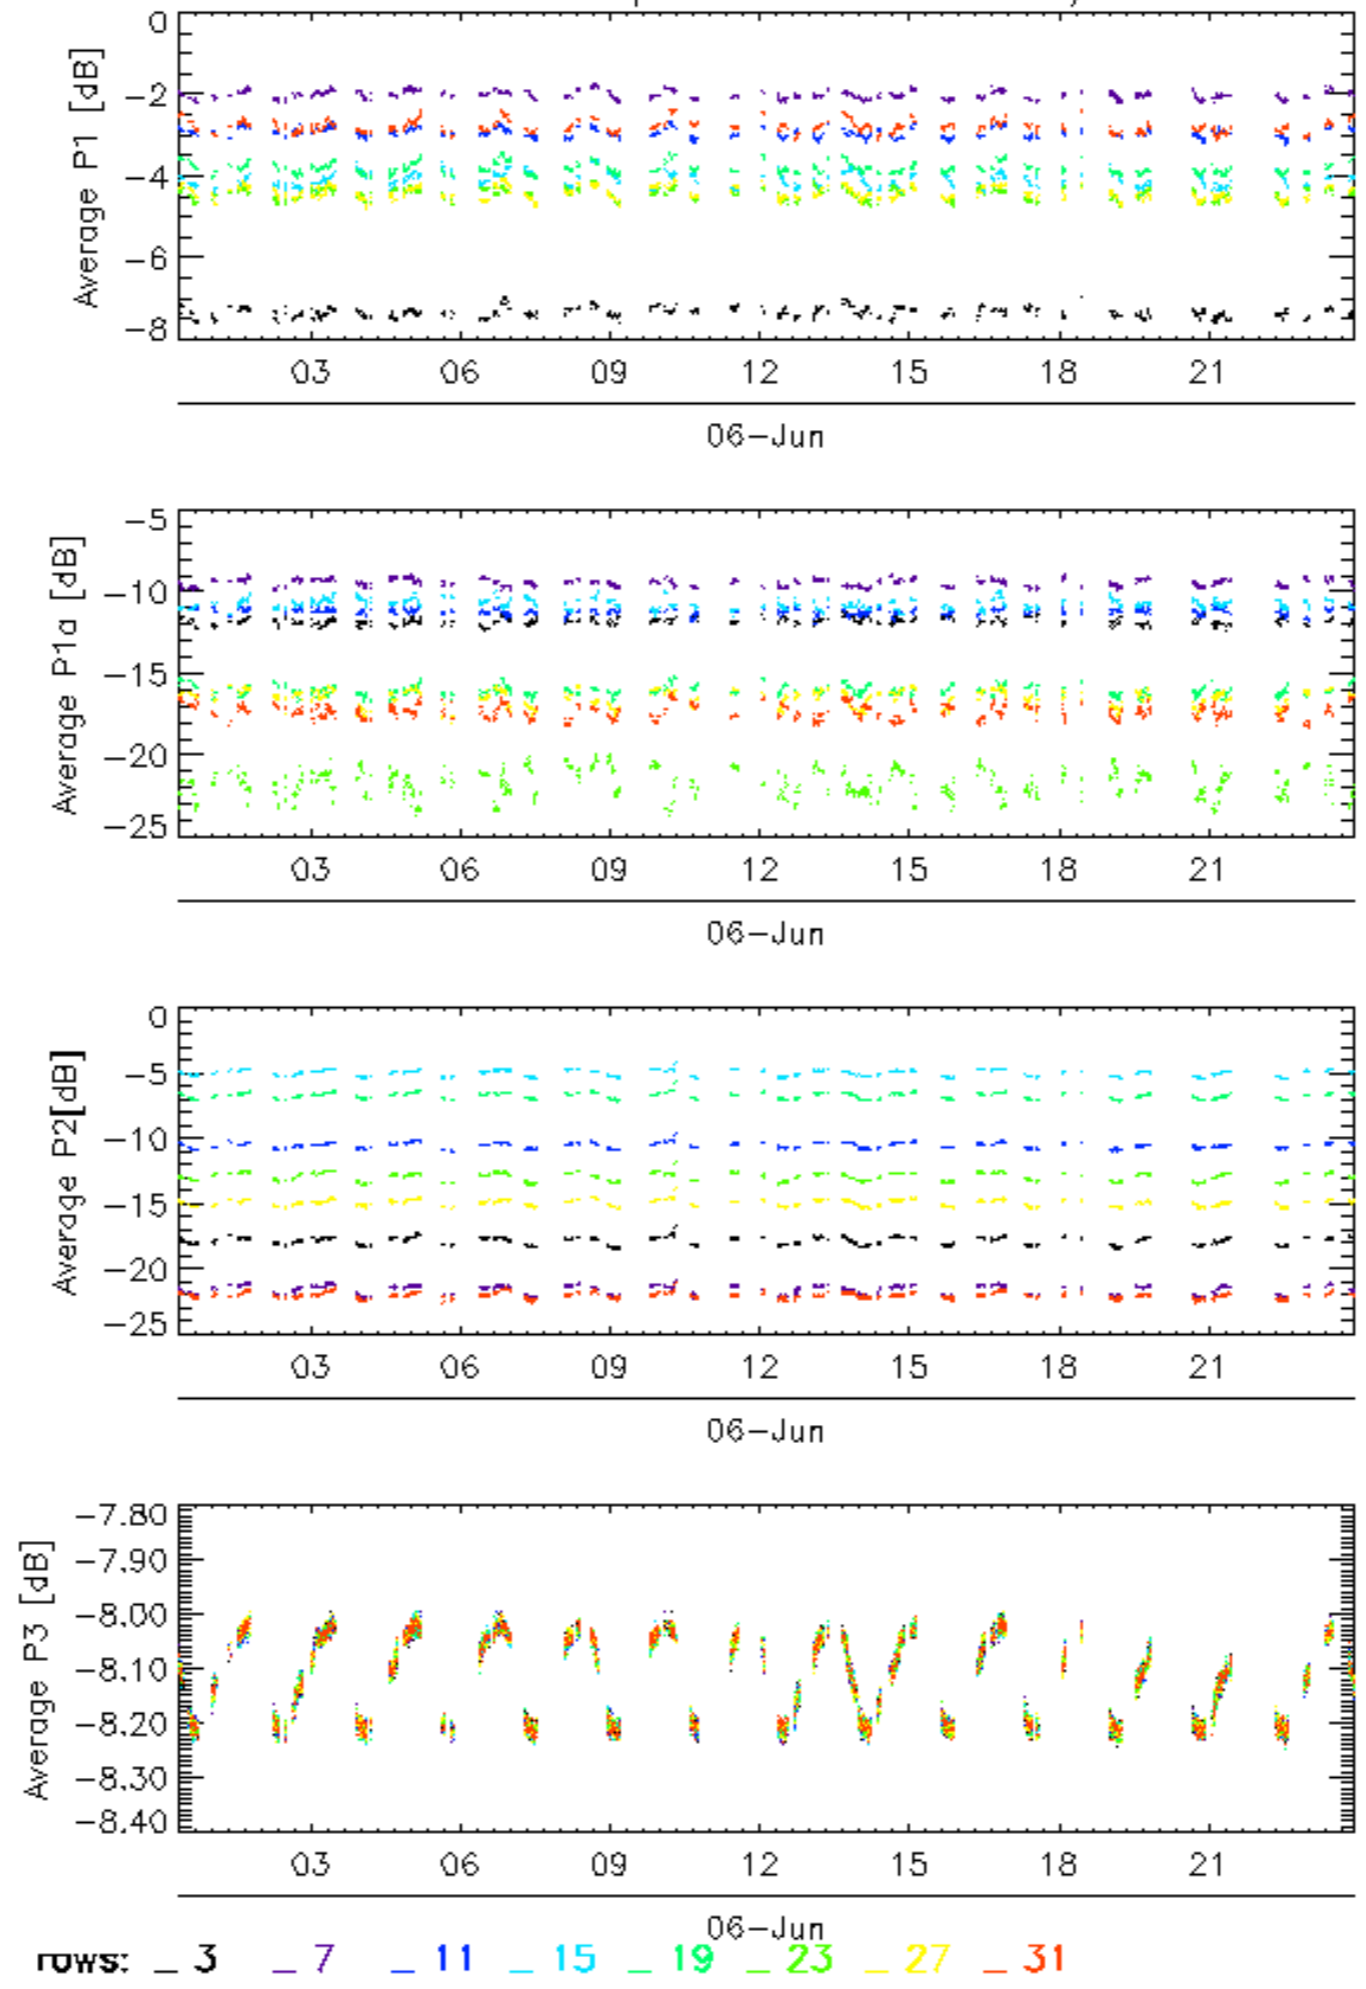 0
-2
-4
-6
-8
Average P1 [dB]
03 06 09 12 15 18 21
06-Jun
-5
-10
-15
-20
-25
Average P1a [dB]
03 06 09 12 15 18 21
06-Jun
0
-5
-10
-15
-20
-25
Average P2[dB]
03 06 09 12 15 18 21
06-Jun
-7.80
-7.90
-8.00
-8.10
-8.20
-8.30
-8.40
Average P3 [dB]
03 06 09 12 15 18 21
06-Jun
rows: _ 3 _ 7 _ 11 _ 15 _ 19 _ 23 _ 27 _ 31